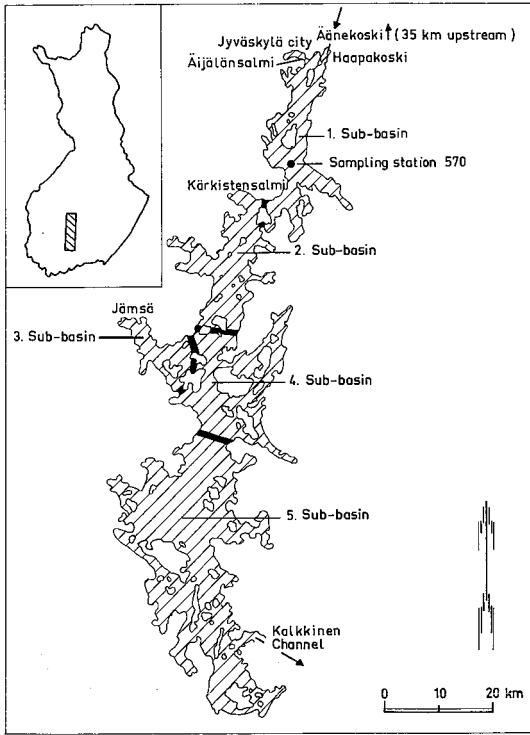 Jyväskylä city
Äänekoski (35 km upstream)
Äijälänsalmi
Haapakoski
1. Sub-basin
Sampling station 570
Kärkistensalmi
2. Sub-basin
Jämsä
3. Sub-basin
4. Sub-basin
5. Sub-basin
Kalkkinen
Channel
0 10 20 km